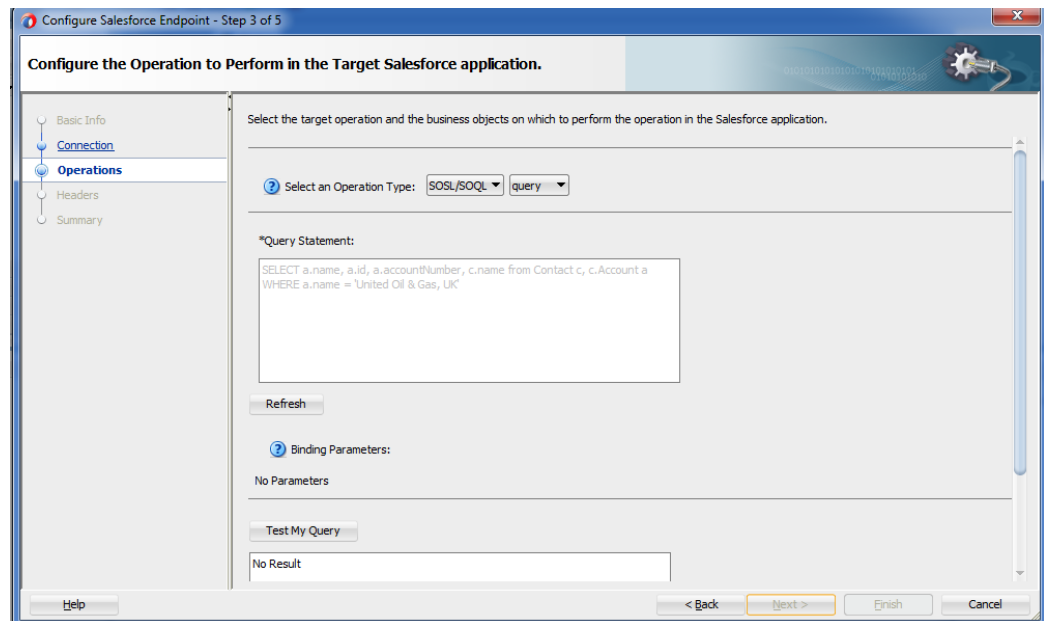 Configure Salesforce Endpoint - Step 3 of 5
x
Configure the Operation to Perform in the Target Salesforce application.
Basic Info
Connection
Operations
Headers
Summary
Select the target operation and the business objects on which to perform the operation in the Salesforce application.
? Select an Operation Type: SOSL/SOQL query
*Query Statement:
SELECT a.name, a.id, a.accountNumber, c.name from Contact c, c.Account a
WHERE a.name = 'United Oil & Gas, UK'
Refresh
? Binding Parameters:
No Parameters
Test My Query
No Result
Help
< Back
Next >
Finish
Cancel